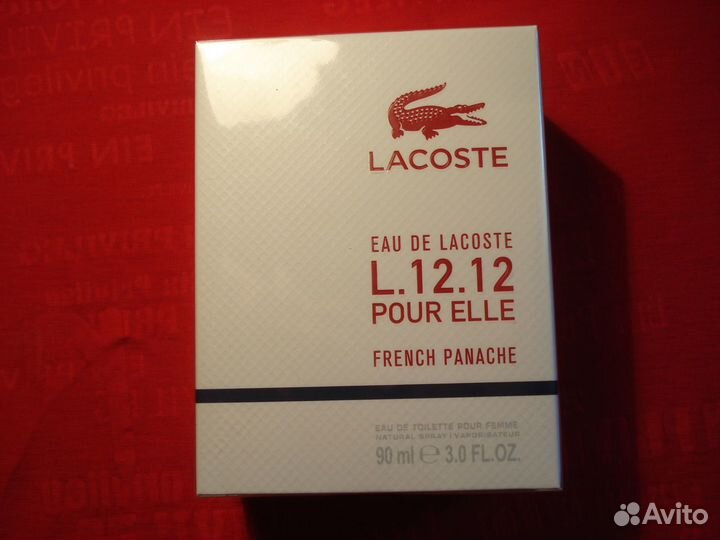 LACOSTE
EAU DE LACOSTE
L.12.12
POUR ELLE
FRENCH PANACHE
EAU DE TOILETTE POUR FEMME
NATURAL SPRAY | VAPORISATEUR
90 ml ℮ 3.0 FL.OZ.
Avito